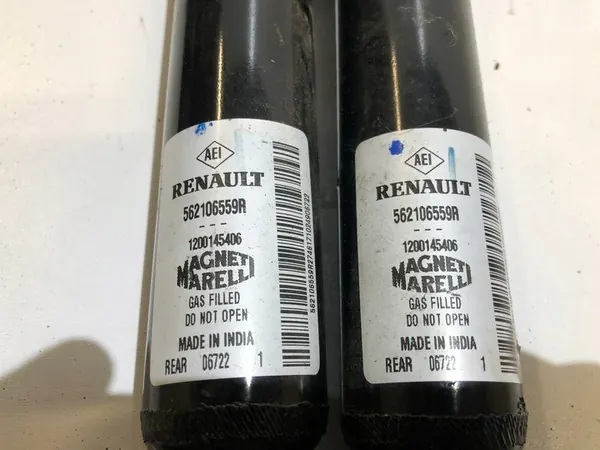 AEI
RENAULT
562106559R
---
1200145406
MAGNETI
MARELLI
GAS FILLED
DO NOT OPEN
MADE IN INDIA
REAR 06722 1
AEI
RENAULT
562106559R
---
1200145406
MAGNETI
MARELLI
GAS FILLED
DO NOT OPEN
MADE IN INDIA
REAR 06722 1